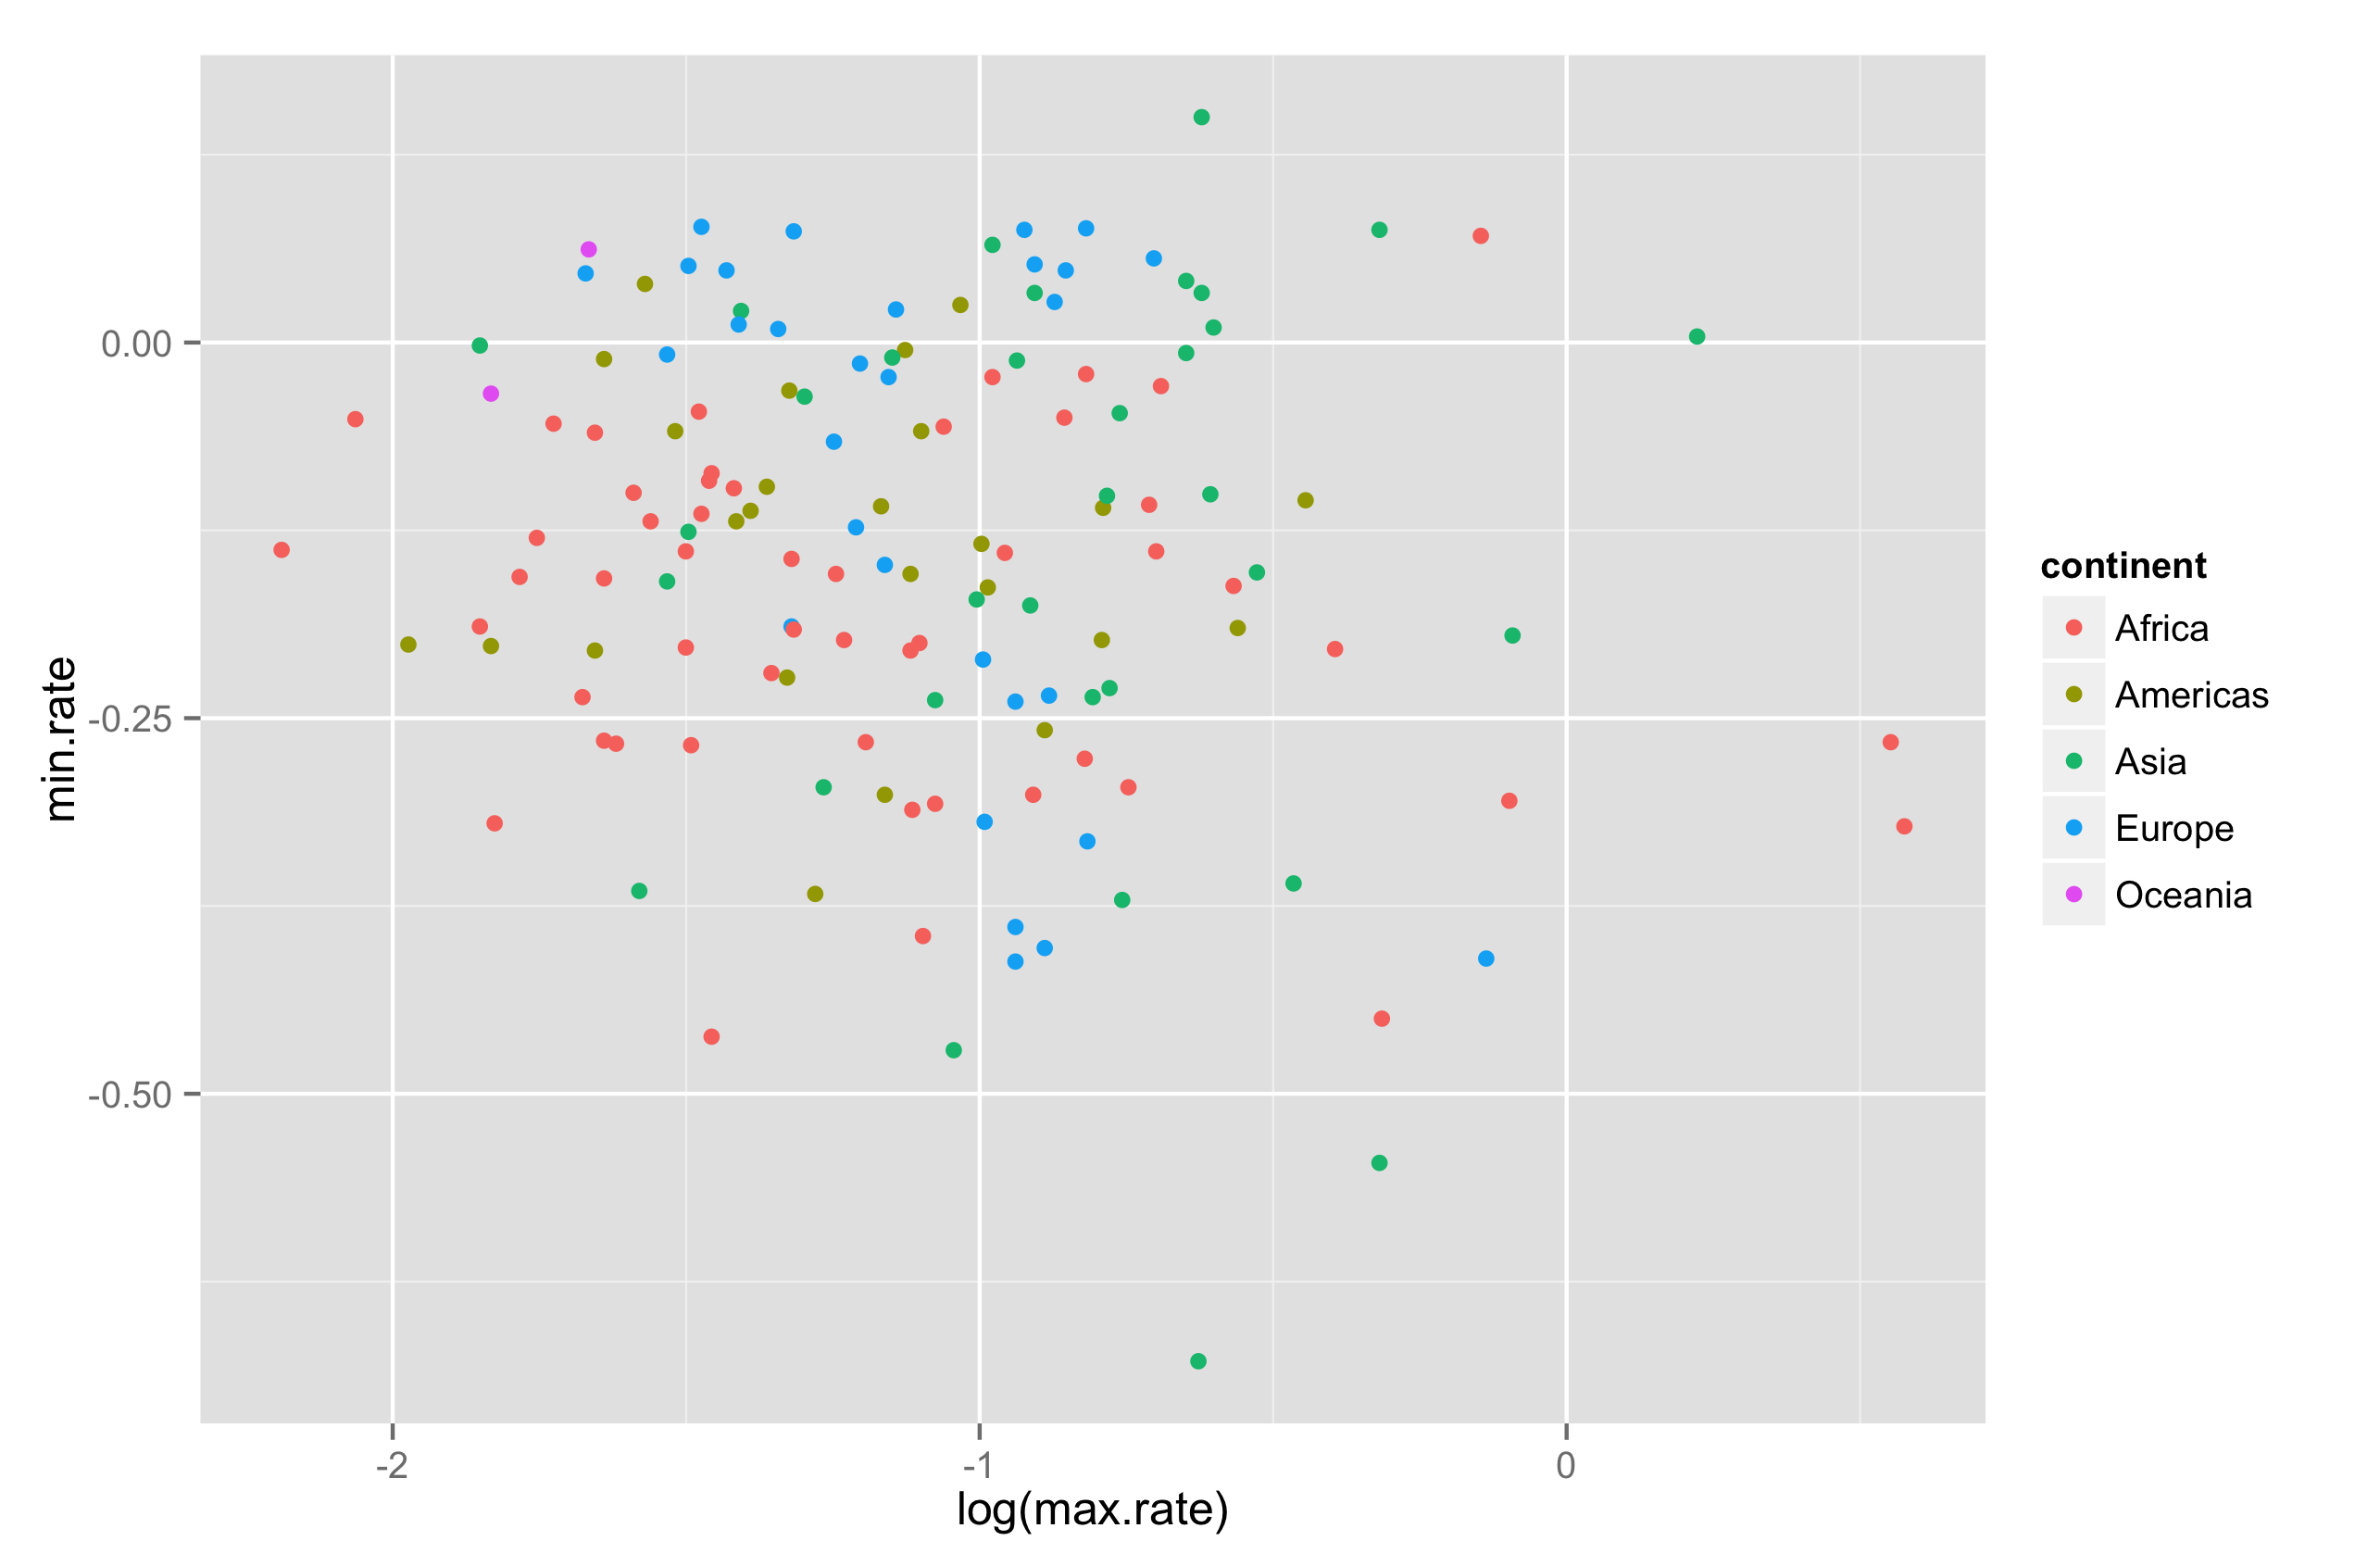 min.rate
0.00
-0.25
-0.50
-2
-1
0
log(max.rate)
continent
Africa
Americas
Asia
Europe
Oceania